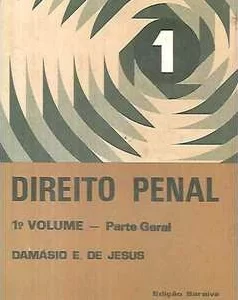 1
DIREITO PENAL
1º VOLUME — Parte Geral
DAMÁSIO E. DE JESUS
Edição Saraiva